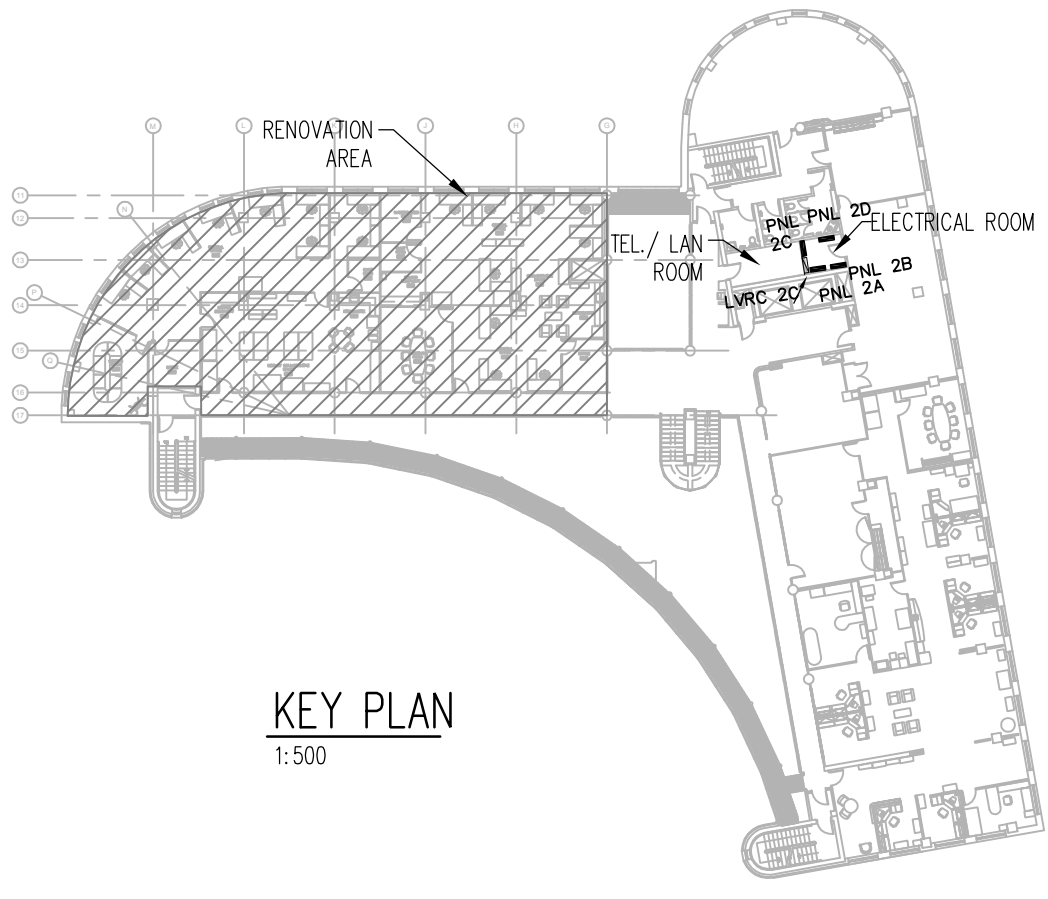 M
L
K
J
H
G
RENOVATION
AREA
11
12
N
13
14
P
15
Q
16
17
PNL
2C
PNL 2D
ELECTRICAL ROOM
TEL./ LAN
ROOM
PNL 2B
PNL 2A
LVRC 2C
KEY PLAN
1:500